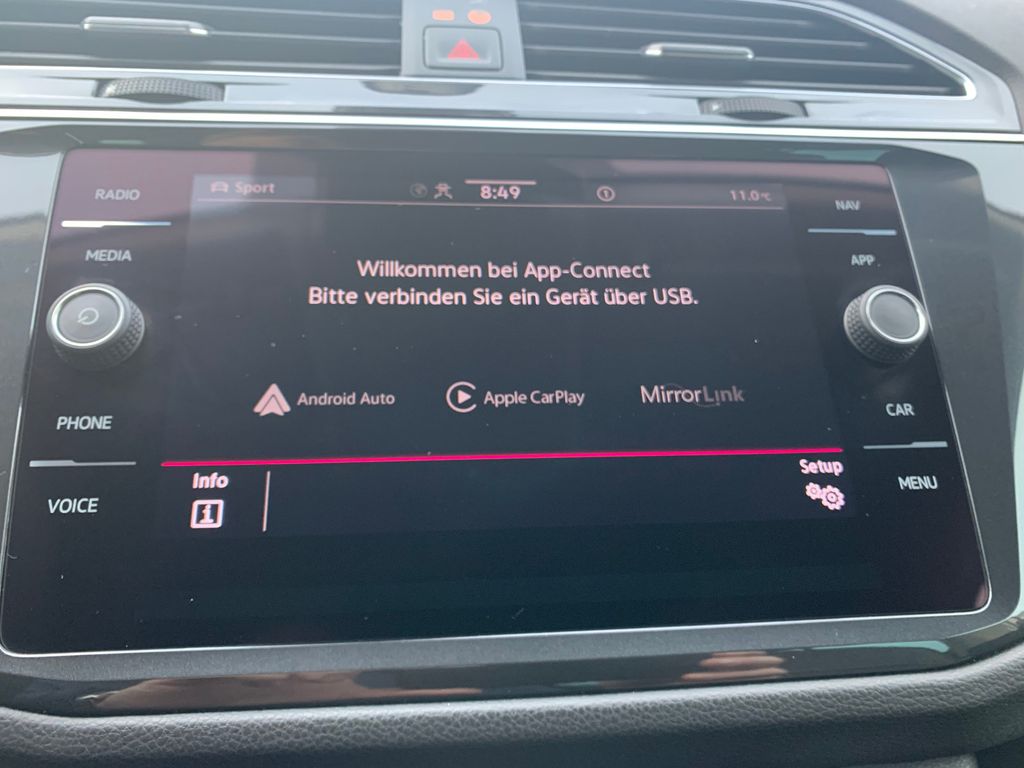 RADIO
MEDIA
PHONE
VOICE
Sport
8:49
11.0°C
Willkommen bei App-Connect
Bitte verbinden Sie ein Gerät über USB.
Android Auto
Apple CarPlay
MirrorLink
Info
Setup
NAV
APP
CAR
MENU